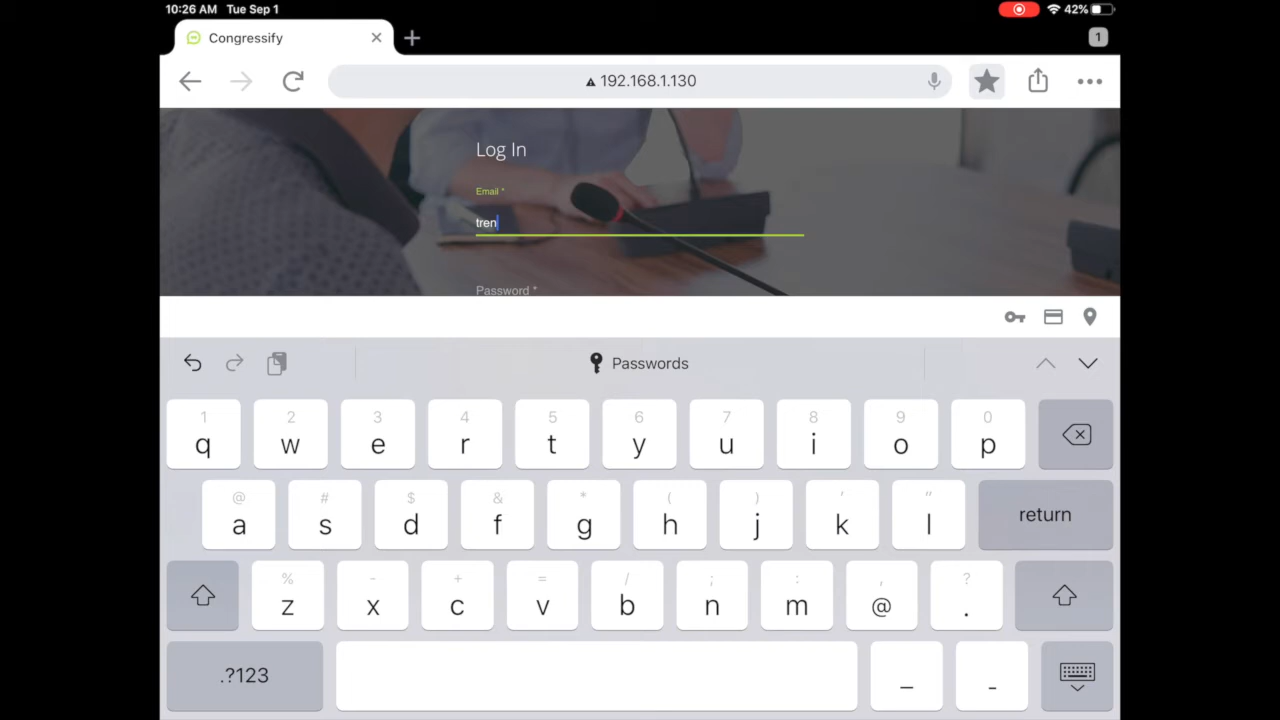 10:26 AM Tue Sep 1
42%
Congressify
1
192.168.1.130
Log In
Email *
tren
Password *
Passwords
1 2 3 4 5 6 7 8 9 0
q w e r t y u i o p
@ # $ & * ( ) ' "
a s d f g h j k l return
% - + = / ; : , ?
z x c v b n m @ .
.?123 _ -